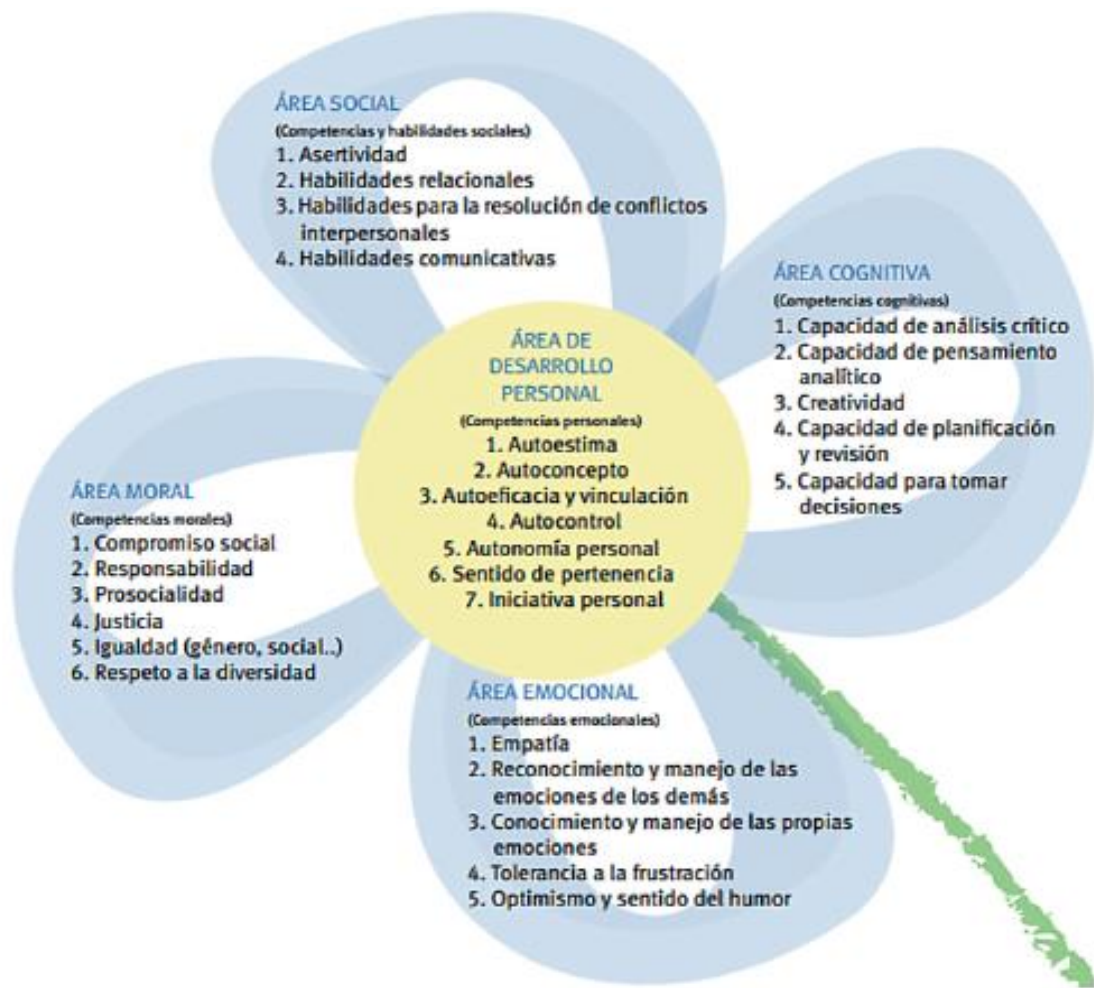 ÁREA SOCIAL
(Competencias y habilidades sociales)
1. Asertividad
2. Habilidades relacionales
3. Habilidades para la resolución de conflictos
interpersonales
4. Habilidades comunicativas
ÁREA COGNITIVA
(Competencias cognitivas)
1. Capacidad de análisis crítico
2. Capacidad de pensamiento
analítico
3. Creatividad
4. Capacidad de planificación
y revisión
5. Capacidad para tomar
decisiones
ÁREA DE
DESARROLLO
PERSONAL
(Competencias personales)
1. Autoestima
2. Autoconcepto
3. Autoeficacia y vinculación
4. Autocontrol
5. Autonomía personal
6. Sentido de pertenencia
7. Iniciativa personal
ÁREA MORAL
(Competencias morales)
1. Compromiso social
2. Responsabilidad
3. Prosocialidad
4. Justicia
5. Igualdad (género, social..)
6. Respeto a la diversidad
ÁREA EMOCIONAL
(Competencias emocionales)
1. Empatía
2. Reconocimiento y manejo de las
emociones de los demás
3. Conocimiento y manejo de las propias
emociones
4. Tolerancia a la frustración
5. Optimismo y sentido del humor